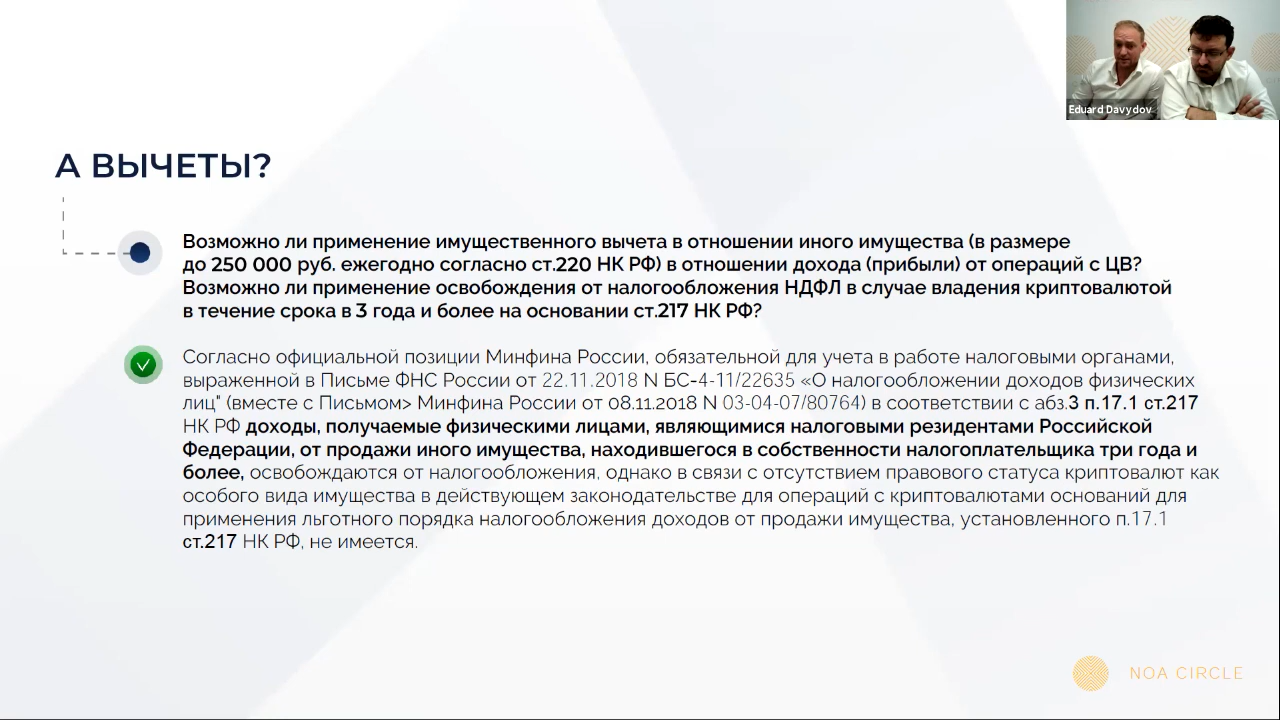 Eduard Davydov
А ВЫЧЕТЫ?
Возможно ли применение имущественного вычета в отношении иного имущества (в размере
до 250 000 руб. ежегодно согласно ст.220 НК РФ) в отношении дохода (прибыли) от операций с ЦВ?
Возможно ли применение освобождения от налогообложения НДФЛ в случае владения криптовалютой
в течение срока в 3 года и более на основании ст.217 НК РФ?
Согласно официальной позиции Минфина России, обязательной для учета в работе налоговыми органами,
выраженной в Письме ФНС России от 22.11.2018 N БС-4-11/22635 «О налогообложении доходов физических
лиц" (вместе с Письмом> Минфина России от 08.11.2018 N 03-04-07/80764) в соответствии с абз.3 п.17.1 ст.217
НК РФ доходы, получаемые физическими лицами, являющимися налоговыми резидентами Российской
Федерации, от продажи иного имущества, находившегося в собственности налогоплательщика три года и
более, освобождаются от налогообложения, однако в связи с отсутствием правового статуса криптовалют как
особого вида имущества в действующем законодательстве для операций с криптовалютами оснований для
применения льготного порядка налогообложения доходов от продажи имущества, установленного п.17.1
ст.217 НК РФ, не имеется.
NOA CIRCLE